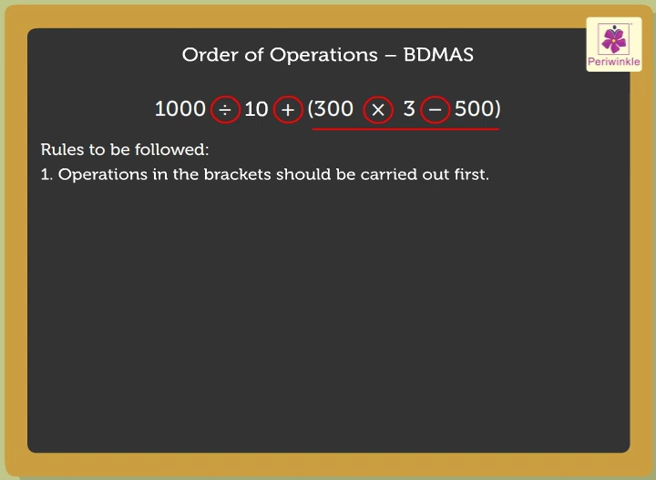 Order of Operations – BDMAS
Periwinkle
1000 ÷ 10 + (300 × 3 – 500)
Rules to be followed:
1. Operations in the brackets should be carried out first.